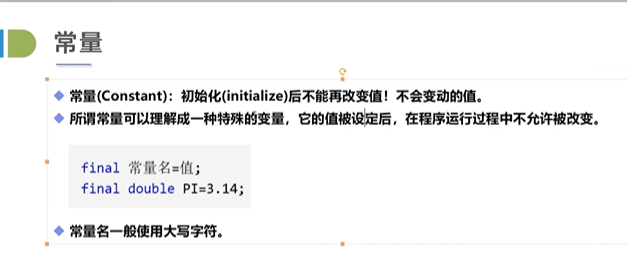 常量
常量(Constant)：初始化(initialize)后不能再改变值！不会变动的值。
所谓常量可以理解成一种特殊的变量，它的值被设定后，在程序运行过程中不允许被改变。
final 常量名=值;
final double PI=3.14;
常量名一般使用大写字符。